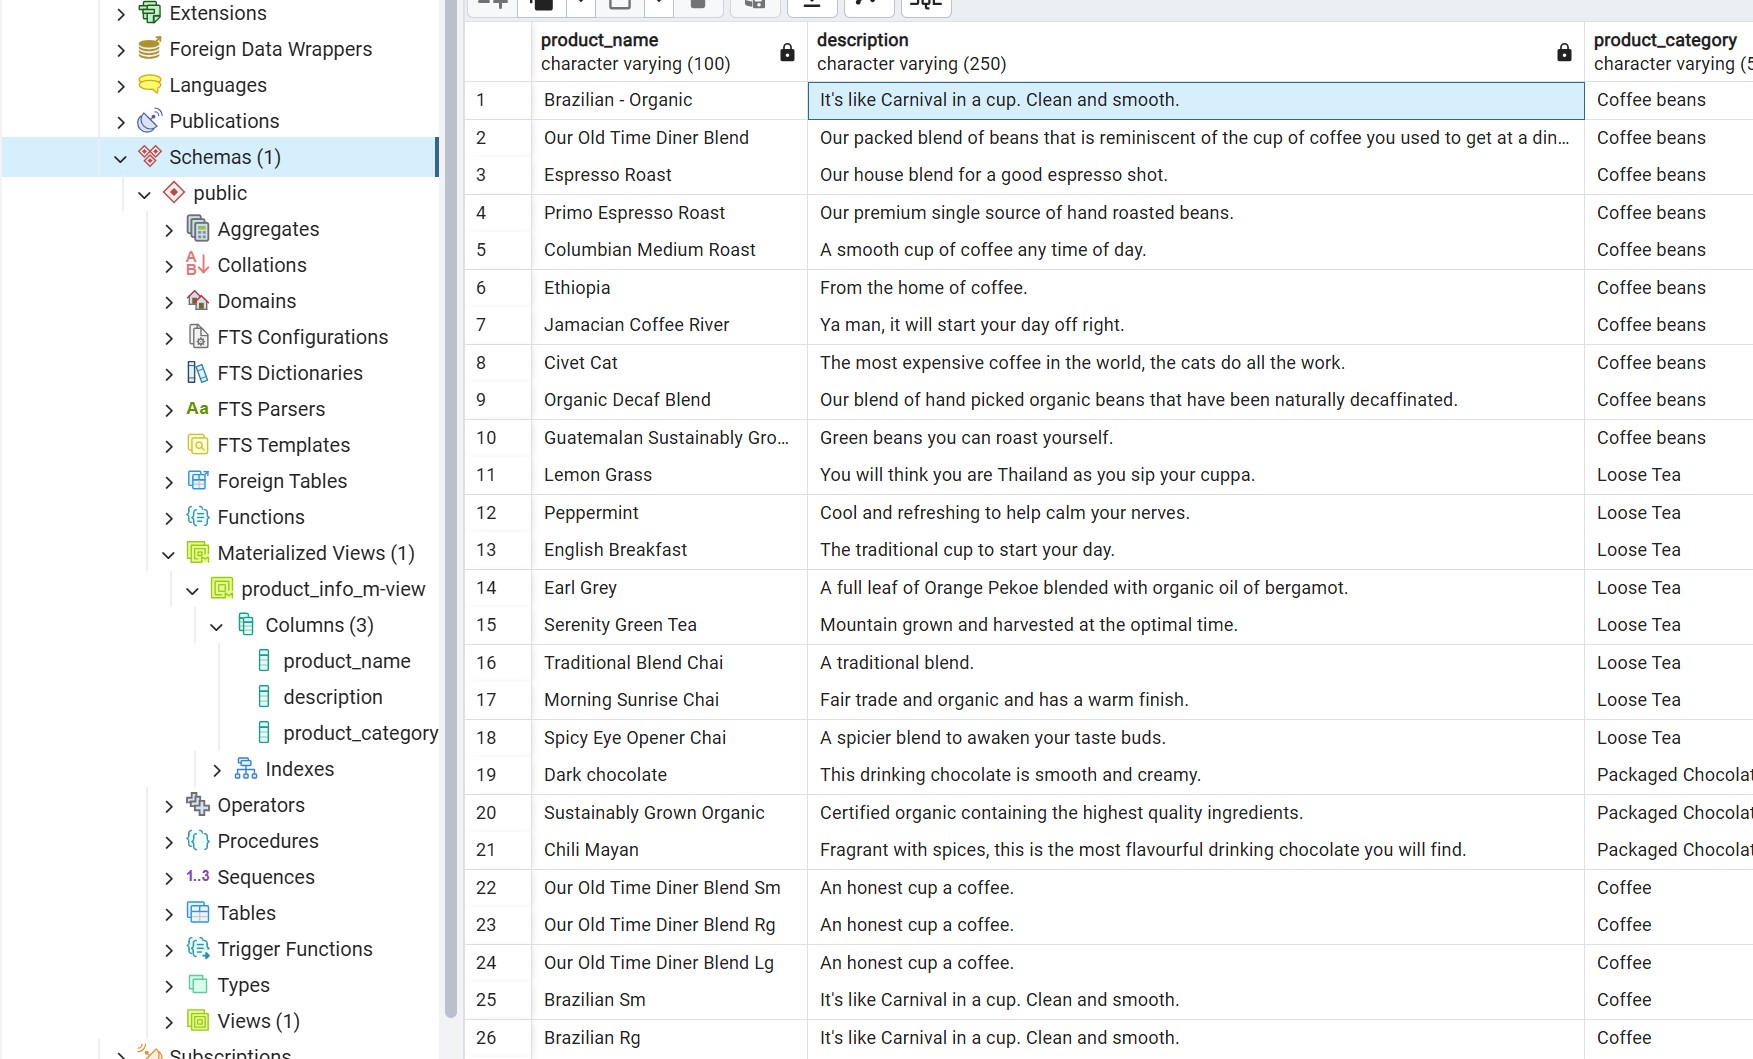 Extensions
Foreign Data Wrappers
Languages
Publications
Schemas (1)
public
Aggregates
Collations
Domains
FTS Configurations
FTS Dictionaries
Aa FTS Parsers
FTS Templates
Foreign Tables
Functions
Materialized Views (1)
product_info_m-view
Columns (3)
product_name
description
product_category
Indexes
Operators
Procedures
1..3 Sequences
Tables
Trigger Functions
Types
Views (1)
Subscriptions
SQL
product_name description product_category
character varying (100) character varying (250) character varying (5
1 Brazilian - Organic It's like Carnival in a cup. Clean and smooth. Coffee beans
2 Our Old Time Diner Blend Our packed blend of beans that is reminiscent of the cup of coffee you used to get at a din… Coffee beans
3 Espresso Roast Our house blend for a good espresso shot. Coffee beans
4 Primo Espresso Roast Our premium single source of hand roasted beans. Coffee beans
5 Columbian Medium Roast A smooth cup of coffee any time of day. Coffee beans
6 Ethiopia From the home of coffee. Coffee beans
7 Jamacian Coffee River Ya man, it will start your day off right. Coffee beans
8 Civet Cat The most expensive coffee in the world, the cats do all the work. Coffee beans
9 Organic Decaf Blend Our blend of hand picked organic beans that have been naturally decaffinated. Coffee beans
10 Guatemalan Sustainably Gro… Green beans you can roast yourself. Coffee beans
11 Lemon Grass You will think you are Thailand as you sip your cuppa. Loose Tea
12 Peppermint Cool and refreshing to help calm your nerves. Loose Tea
13 English Breakfast The traditional cup to start your day. Loose Tea
14 Earl Grey A full leaf of Orange Pekoe blended with organic oil of bergamot. Loose Tea
15 Serenity Green Tea Mountain grown and harvested at the optimal time. Loose Tea
16 Traditional Blend Chai A traditional blend. Loose Tea
17 Morning Sunrise Chai Fair trade and organic and has a warm finish. Loose Tea
18 Spicy Eye Opener Chai A spicier blend to awaken your taste buds. Loose Tea
19 Dark chocolate This drinking chocolate is smooth and creamy. Packaged Chocolat
20 Sustainably Grown Organic Certified organic containing the highest quality ingredients. Packaged Chocolat
21 Chili Mayan Fragrant with spices, this is the most flavourful drinking chocolate you will find. Packaged Chocolat
22 Our Old Time Diner Blend Sm An honest cup a coffee. Coffee
23 Our Old Time Diner Blend Rg An honest cup a coffee. Coffee
24 Our Old Time Diner Blend Lg An honest cup a coffee. Coffee
25 Brazilian Sm It's like Carnival in a cup. Clean and smooth. Coffee
26 Brazilian Rg It's like Carnival in a cup. Clean and smooth. Coffee